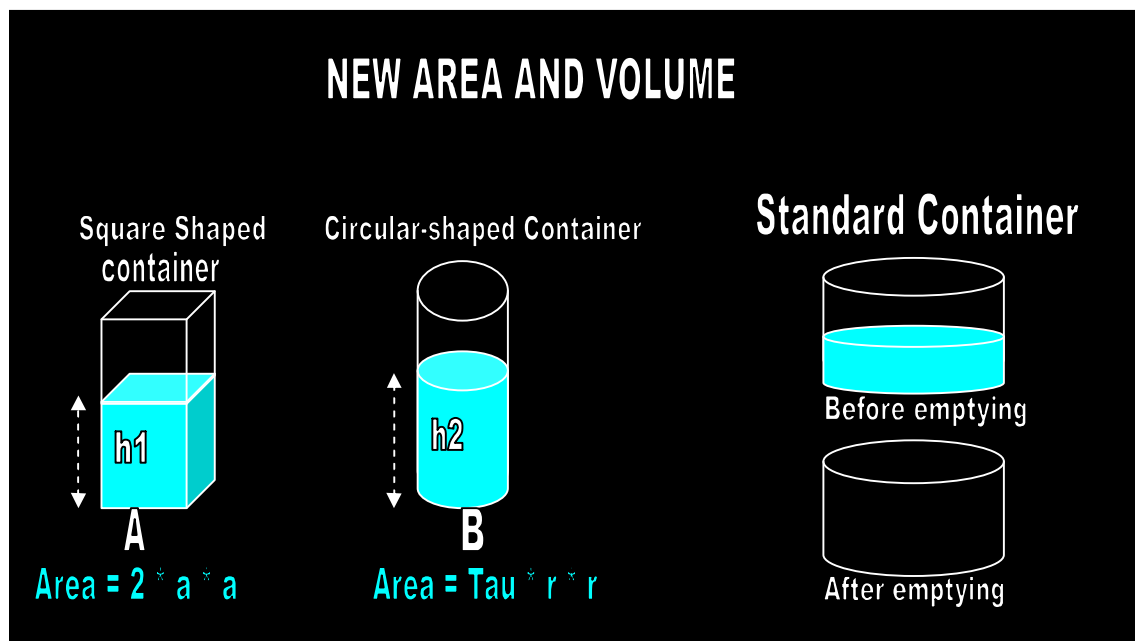 NEW AREA AND VOLUME
Square Shaped
container
Circular-shaped Container
Standard Container
h1
h2
Before emptying
A
B
Area = 2 * a * a
Area = Tau * r * r
After emptying